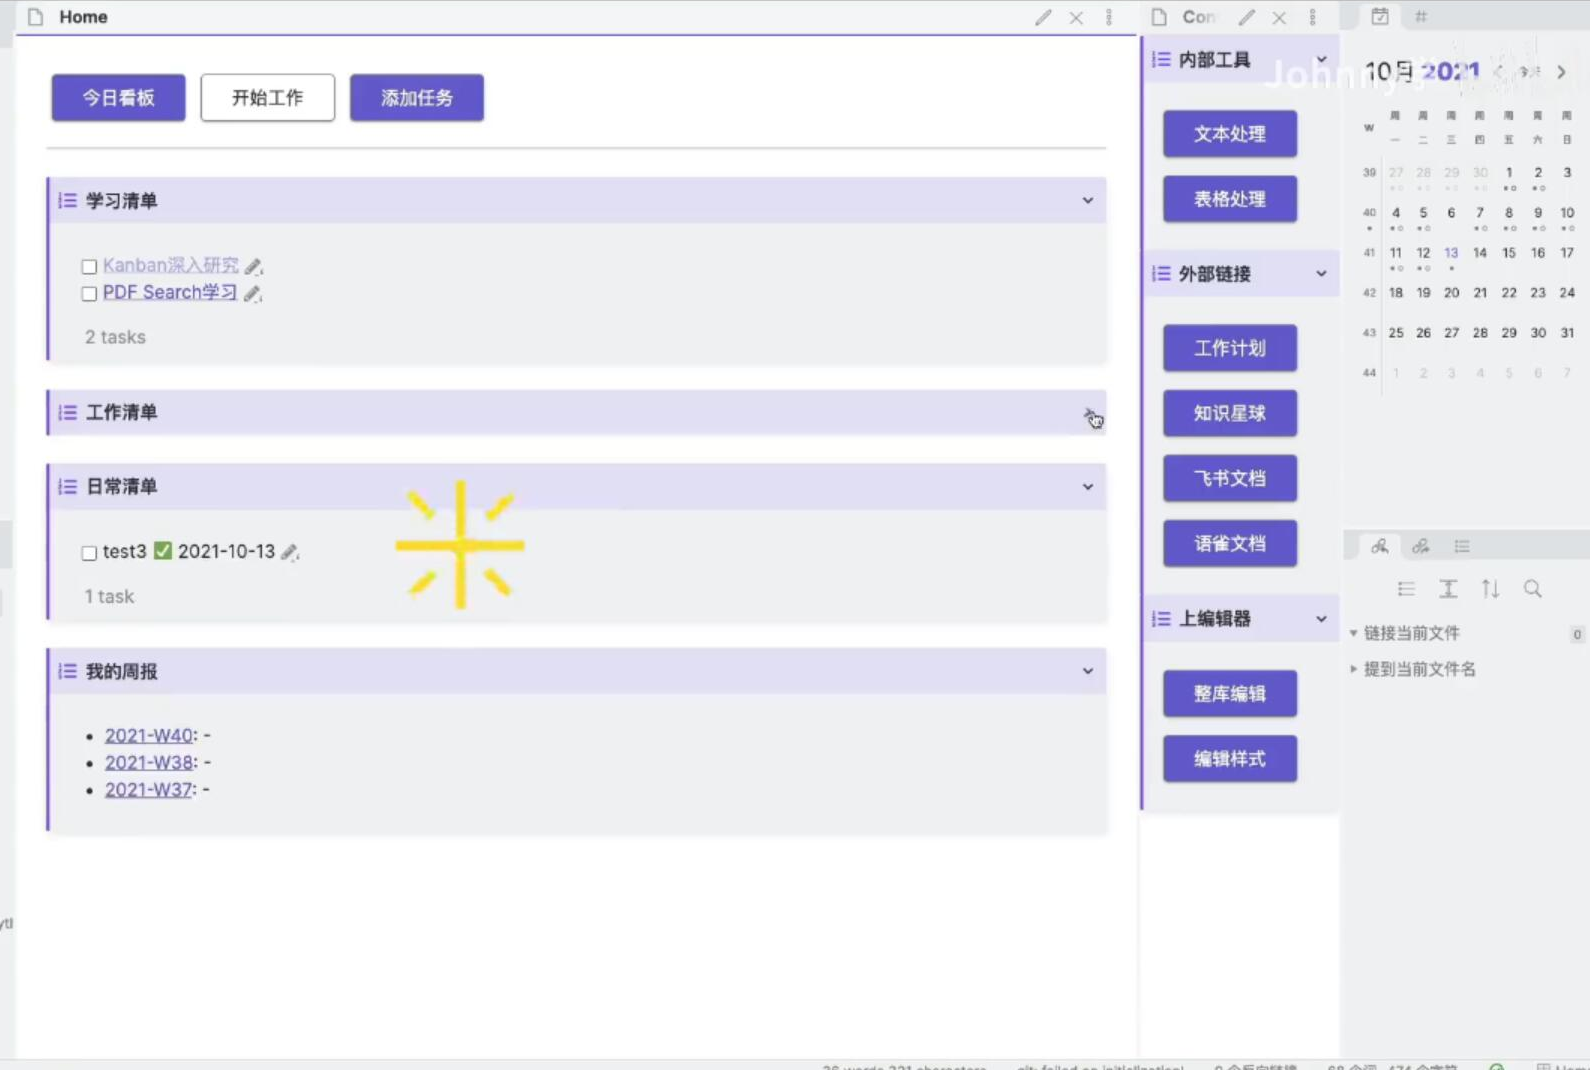 Home
今日看板
开始工作
添加任务
学习清单
Kanban深入研究
PDF Search学习
2 tasks
工作清单
日常清单
test3 ✅ 2021-10-13
1 task
我的周报
2021-W40: -
2021-W38: -
2021-W37: -
Con
内部工具
文本处理
表格处理
外部链接
工作计划
知识星球
飞书文档
语雀文档
上编辑器
整库编辑
编辑样式
#
Johnny
10月 2021
W 周一 周二 周三 周四 周五 周六 周日
39 27 28 29 30 1 2 3
40 4 5 6 7 8 9 10
41 11 12 13 14 15 16 17
42 18 19 20 21 22 23 24
43 25 26 27 28 29 30 31
44 1 2 3 4 5 6 7
链接当前文件 0
提到当前文件名